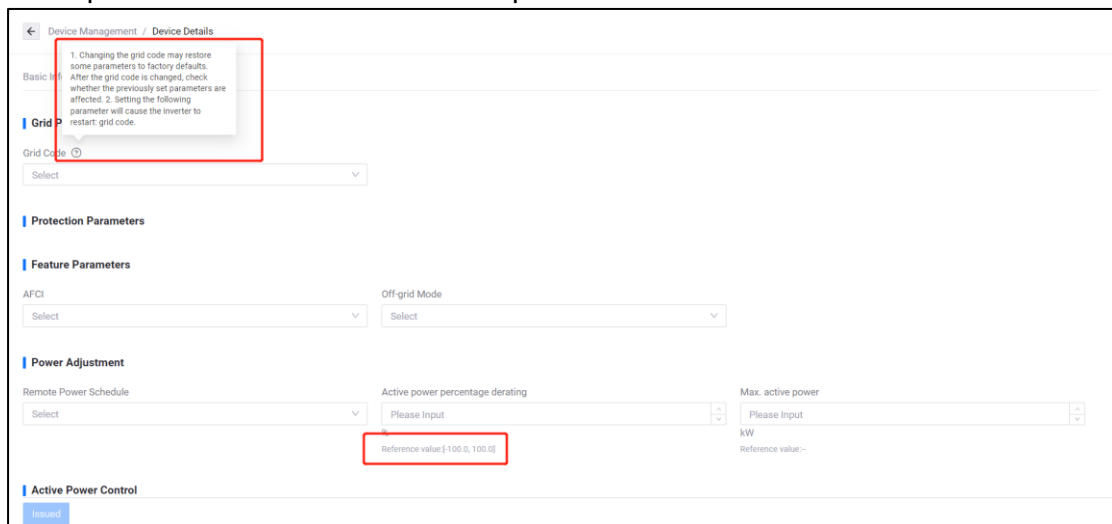 Device Management / Device Details
1. Changing the grid code may restore
some parameters to factory defaults.
After the grid code is changed, check
whether the previously set parameters are
affected. 2. Setting the following
parameter will cause the inverter to
restart: grid code.
Basic
Grid
Grid Code
Select
Protection Parameters
Feature Parameters
AFCI Off-grid Mode
Select Select
Power Adjustment
Remote Power Schedule Active power percentage derating Max. active power
Select Please Input Please Input
% kW
Reference value:[-100.0, 100.0] Reference value:--
Active Power Control
Issued